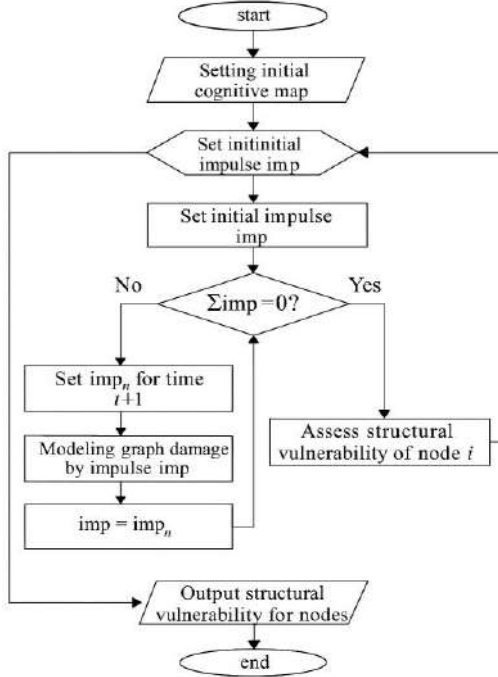 start
Setting initial
cognitive map
Set initinitial
impulse imp
Set initial impulse
imp
No
Yes
Σimp = 0?
Set impₙ for time
t+1
Modeling graph damage
by impulse imp
imp = impₙ
Assess structural
vulnerability of node i
Output structural
vulnerability for nodes
end